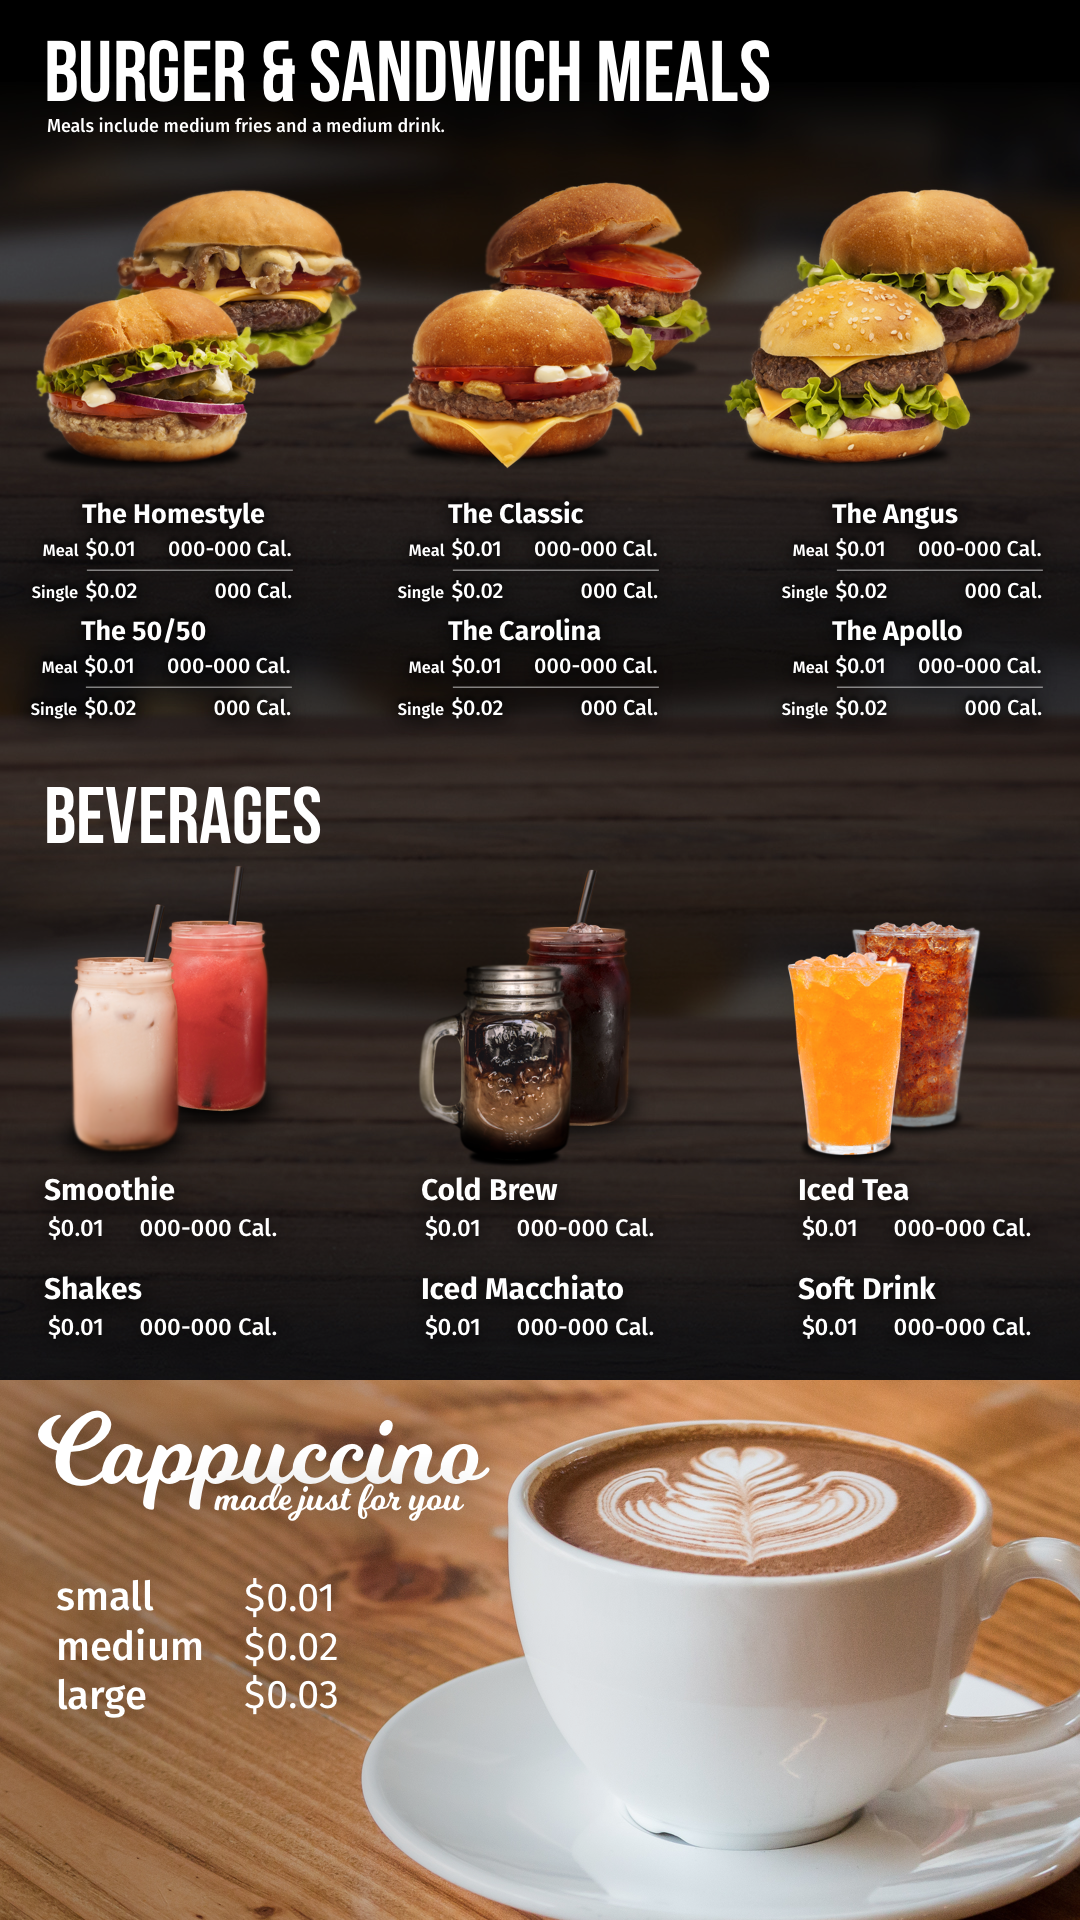 BURGER & SANDWICH MEALS
Meals include medium fries and a medium drink.
The Homestyle
Meal $0.01 000-000 Cal.
Single $0.02 000 Cal.
The Classic
Meal $0.01 000-000 Cal.
Single $0.02 000 Cal.
The Angus
Meal $0.01 000-000 Cal.
Single $0.02 000 Cal.
The 50/50
Meal $0.01 000-000 Cal.
Single $0.02 000 Cal.
The Carolina
Meal $0.01 000-000 Cal.
Single $0.02 000 Cal.
The Apollo
Meal $0.01 000-000 Cal.
Single $0.02 000 Cal.
BEVERAGES
Smoothie
$0.01 000-000 Cal.
Cold Brew
$0.01 000-000 Cal.
Iced Tea
$0.01 000-000 Cal.
Shakes
$0.01 000-000 Cal.
Iced Macchiato
$0.01 000-000 Cal.
Soft Drink
$0.01 000-000 Cal.
Cappuccino
made just for you
small $0.01
medium $0.02
large $0.03